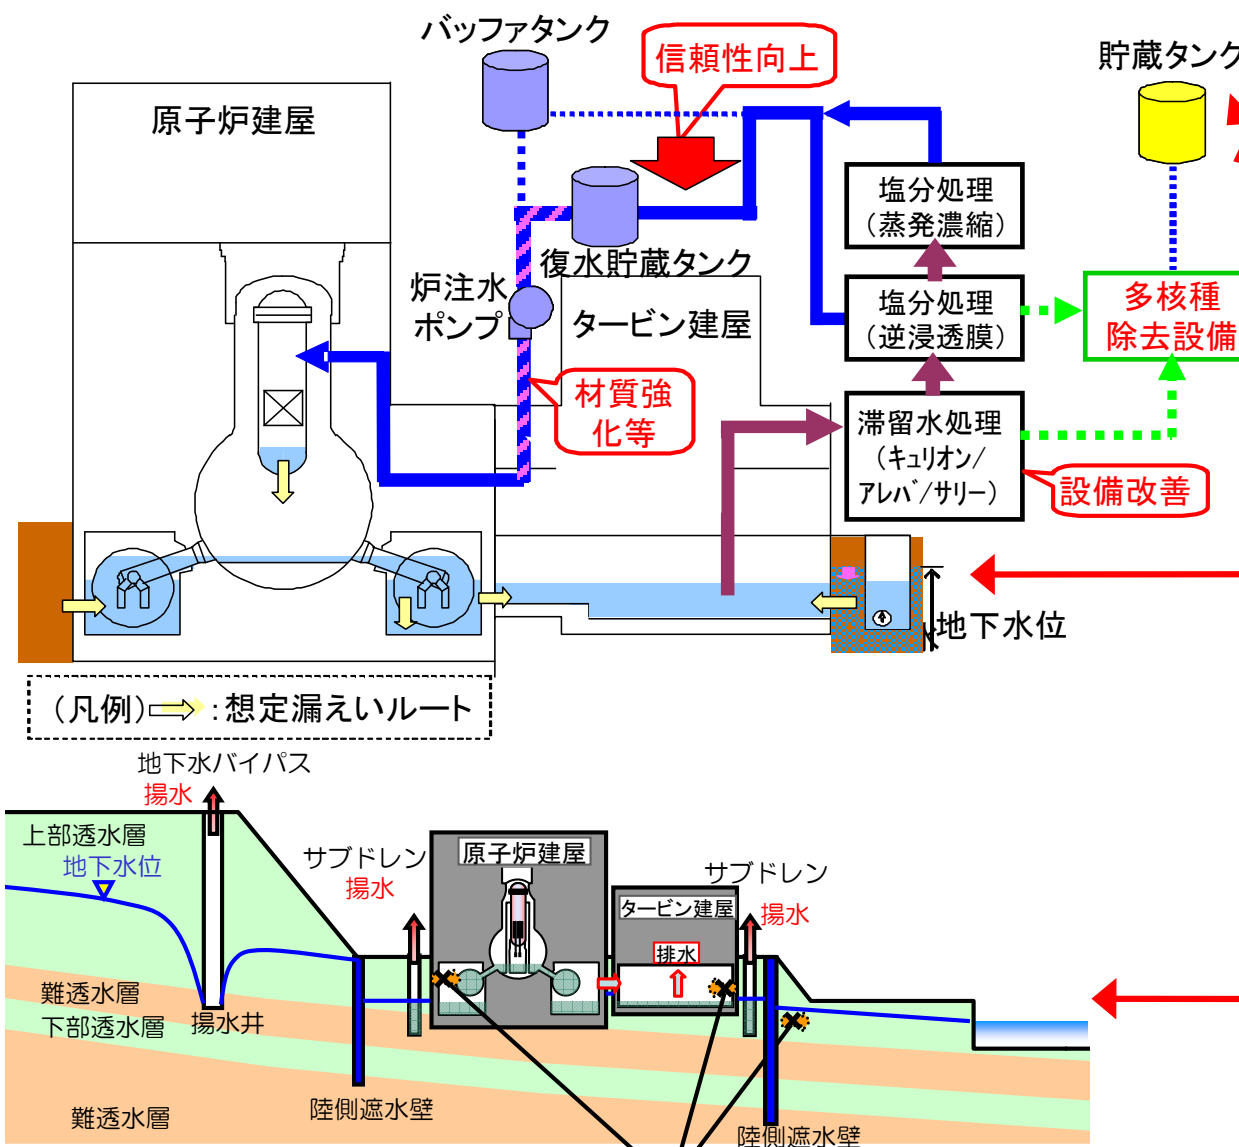 バッファタンク
信頼性向上
貯蔵タンク
原子炉建屋
塩分処理
（蒸発濃縮）
復水貯蔵タンク
炉注水
ポンプ
タービン建屋
塩分処理
（逆浸透膜）
多核種
除去設備
材質強
化等
滞留水処理
（キュリオン/
アレバ/サリー）
設備改善
地下水位
（凡例） ：想定漏えいルート
地下水バイパス
揚水
上部透水層
地下水位
サブドレン
揚水
原子炉建屋
サブドレン
揚水
タービン建屋
排水
難透水層
下部透水層
揚水井
難透水層
陸側遮水壁
陸側遮水壁